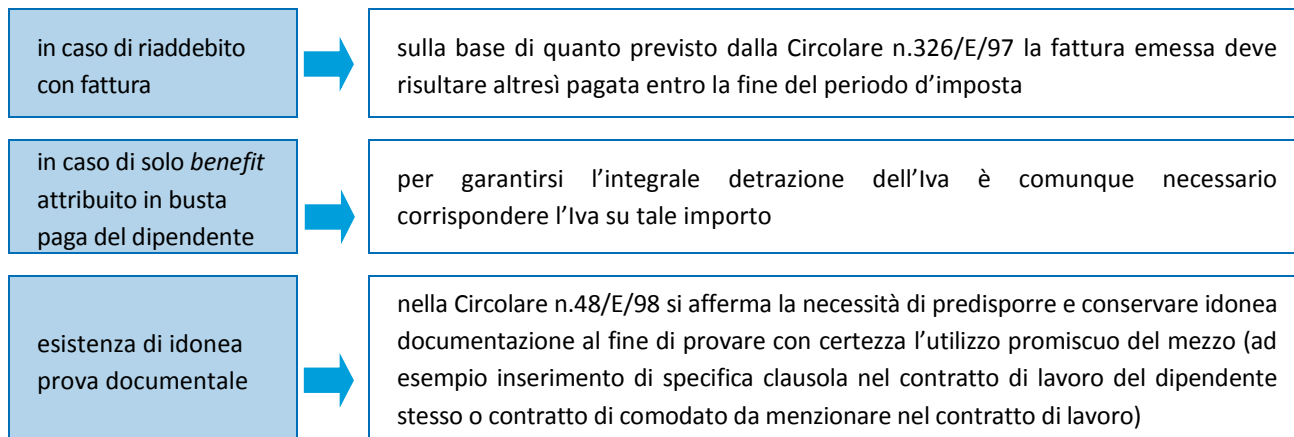 in caso di riaddebito
con fattura
sulla base di quanto previsto dalla Circolare n.326/E/97 la fattura emessa deve
risultare altresì pagata entro la fine del periodo d’imposta
in caso di solo benefit
attribuito in busta
paga del dipendente
per garantirsi l’integrale detrazione dell’Iva è comunque necessario
corrispondere l’Iva su tale importo
esistenza di idonea
prova documentale
nella Circolare n.48/E/98 si afferma la necessità di predisporre e conservare idonea
documentazione al fine di provare con certezza l’utilizzo promiscuo del mezzo (ad
esempio inserimento di specifica clausola nel contratto di lavoro del dipendente
stesso o contratto di comodato da menzionare nel contratto di lavoro)